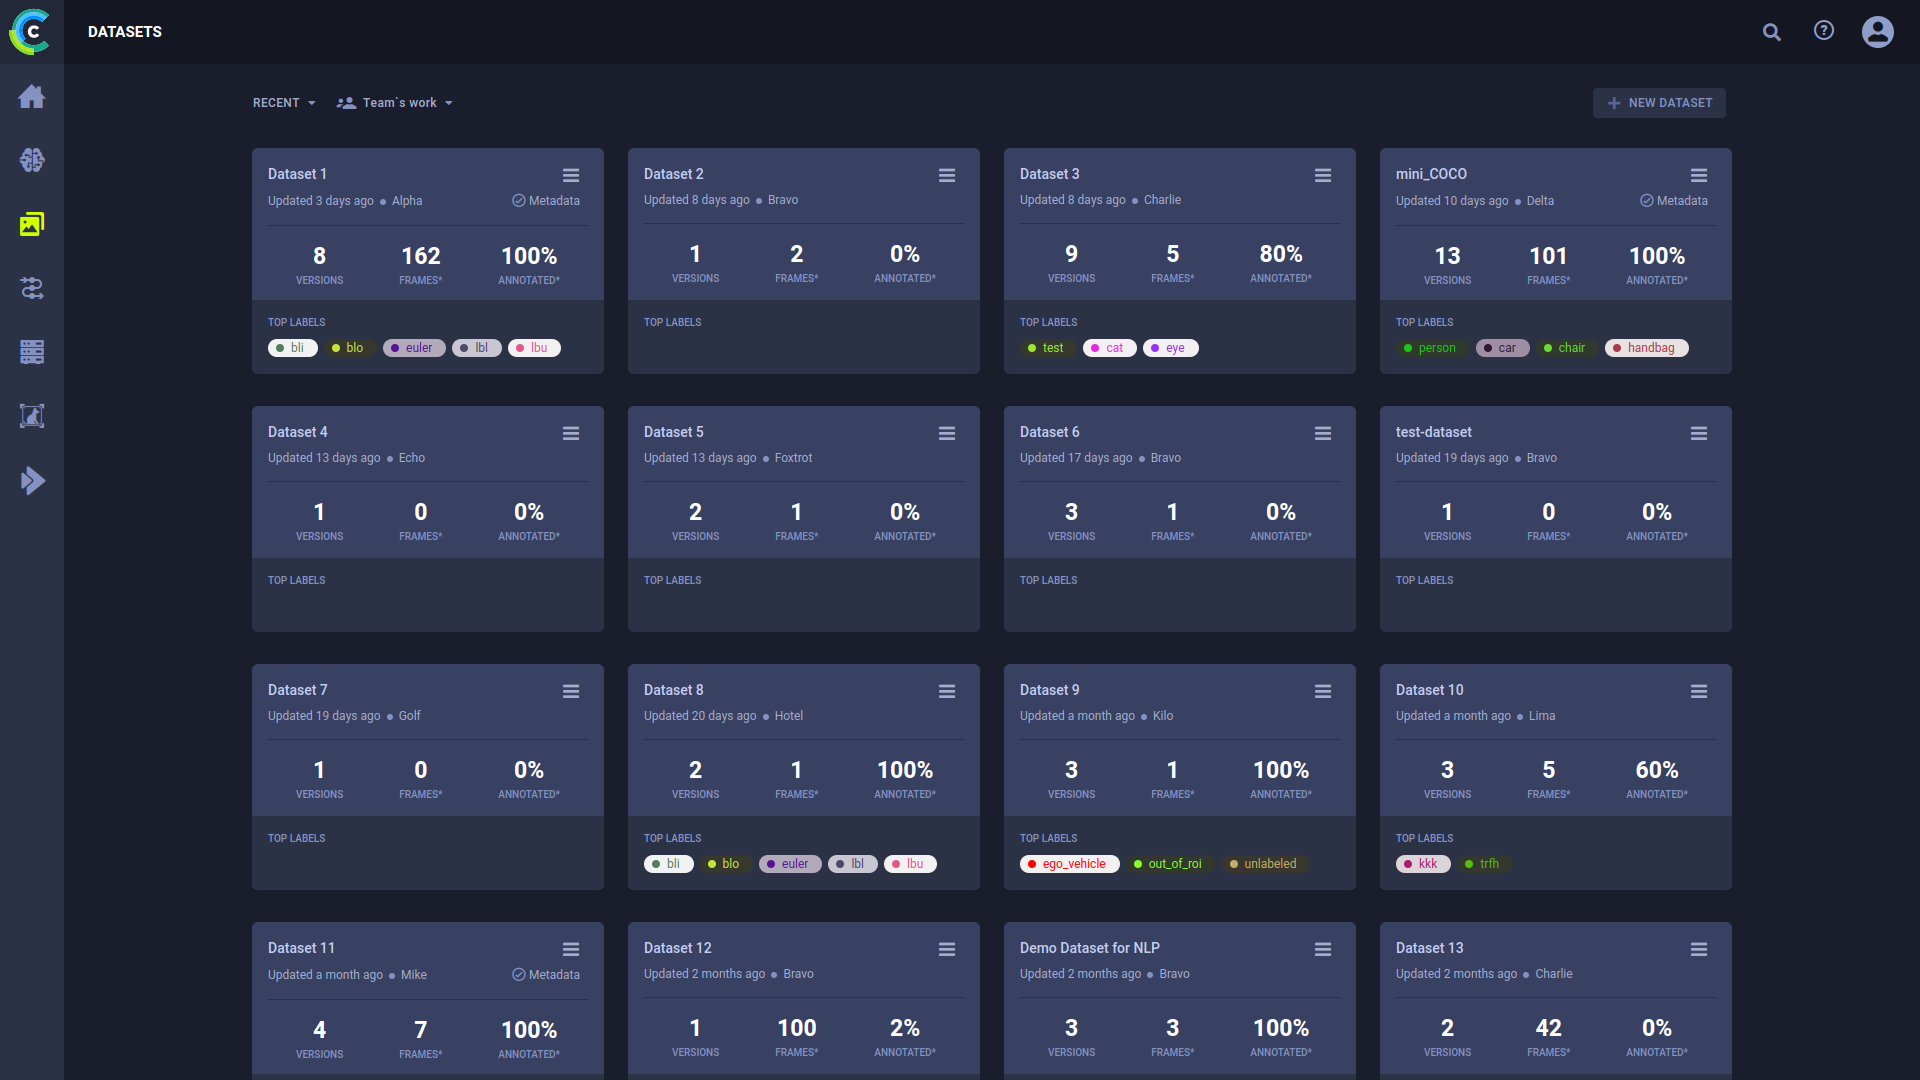 DATASETS
RECENT Team`s work NEW DATASET
Dataset 1
Updated 3 days ago Alpha Metadata
8 162 100%
VERSIONS FRAMES* ANNOTATED*
TOP LABELS
bli blo euler lbl lbu
Dataset 2
Updated 8 days ago Bravo
1 2 0%
VERSIONS FRAMES* ANNOTATED*
TOP LABELS
Dataset 3
Updated 8 days ago Charlie
9 5 80%
VERSIONS FRAMES* ANNOTATED*
TOP LABELS
test cat eye
mini_COCO
Updated 10 days ago Delta Metadata
13 101 100%
VERSIONS FRAMES* ANNOTATED*
TOP LABELS
person car chair handbag
Dataset 4
Updated 13 days ago Echo
1 0 0%
VERSIONS FRAMES* ANNOTATED*
TOP LABELS
Dataset 5
Updated 13 days ago Foxtrot
2 1 0%
VERSIONS FRAMES* ANNOTATED*
TOP LABELS
Dataset 6
Updated 17 days ago Bravo
3 1 0%
VERSIONS FRAMES* ANNOTATED*
TOP LABELS
test-dataset
Updated 19 days ago Bravo
1 0 0%
VERSIONS FRAMES* ANNOTATED*
TOP LABELS
Dataset 7
Updated 19 days ago Golf
1 0 0%
VERSIONS FRAMES* ANNOTATED*
TOP LABELS
Dataset 8
Updated 20 days ago Hotel
2 1 100%
VERSIONS FRAMES* ANNOTATED*
TOP LABELS
bli blo euler lbl lbu
Dataset 9
Updated a month ago Kilo
3 1 100%
VERSIONS FRAMES* ANNOTATED*
TOP LABELS
ego_vehicle out_of_roi unlabeled
Dataset 10
Updated a month ago Lima
3 5 60%
VERSIONS FRAMES* ANNOTATED*
TOP LABELS
kkk trfh
Dataset 11
Updated a month ago Mike Metadata
4 7 100%
VERSIONS FRAMES* ANNOTATED*
Dataset 12
Updated 2 months ago Bravo
1 100 2%
VERSIONS FRAMES* ANNOTATED*
Demo Dataset for NLP
Updated 2 months ago Bravo
3 3 100%
VERSIONS FRAMES* ANNOTATED*
Dataset 13
Updated 2 months ago Charlie
2 42 0%
VERSIONS FRAMES* ANNOTATED*